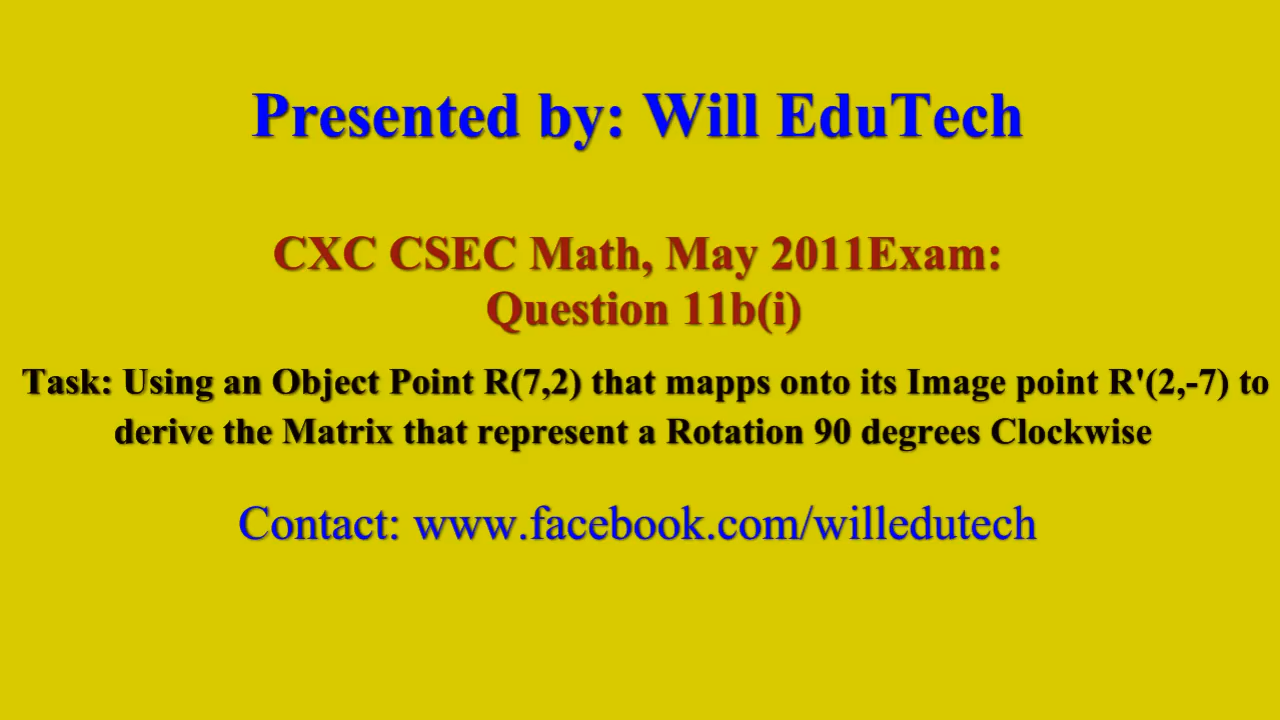 Presented by: Will EduTech
CXC CSEC Math, May 2011Exam:
Question 11b(i)
Task: Using an Object Point R(7,2) that mapps onto its Image point R'(2,-7) to
derive the Matrix that represent a Rotation 90 degrees Clockwise
Contact: www.facebook.com/willedutech